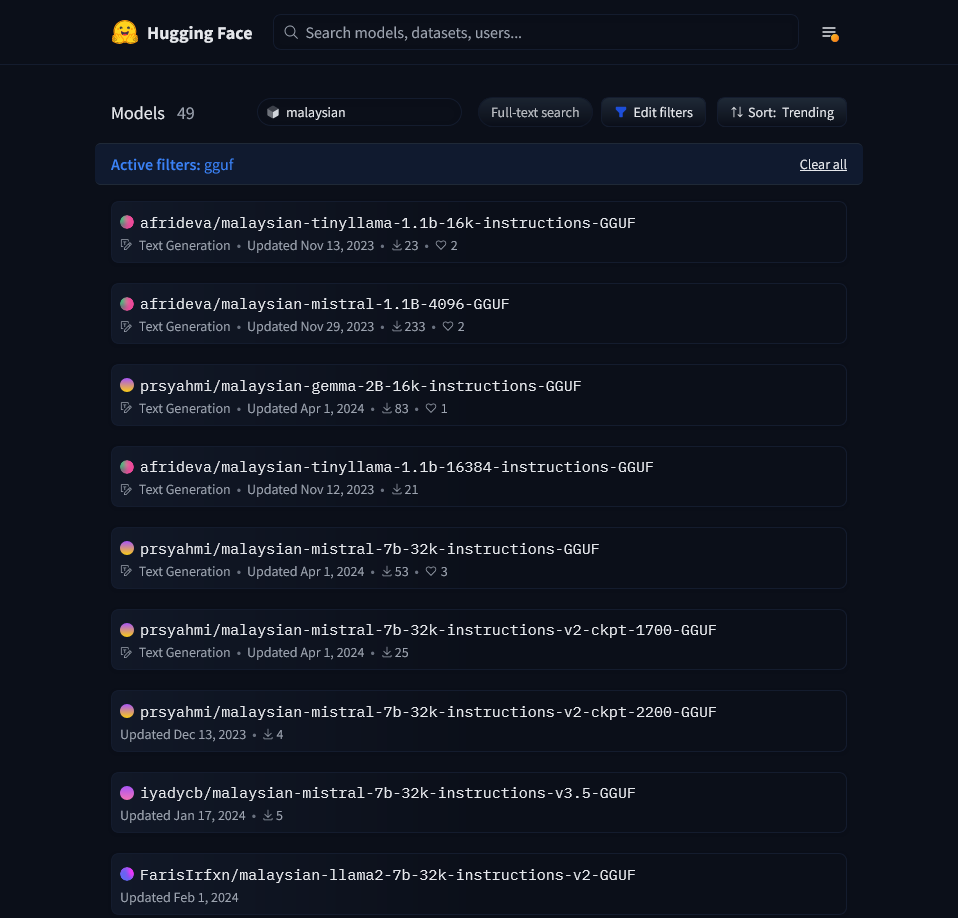 Hugging Face
Search models, datasets, users...
Models 49
malaysian
Full-text search
Edit filters
Sort: Trending
Active filters: gguf
Clear all
afrideva/malaysian-tinyllama-1.1b-16k-instructions-GGUF
Text Generation • Updated Nov 13, 2023 • 23 • 2
afrideva/malaysian-mistral-1.1B-4096-GGUF
Text Generation • Updated Nov 29, 2023 • 233 • 2
prsyahmi/malaysian-gemma-2B-16k-instructions-GGUF
Text Generation • Updated Apr 1, 2024 • 83 • 1
afrideva/malaysian-tinyllama-1.1b-16384-instructions-GGUF
Text Generation • Updated Nov 12, 2023 • 21
prsyahmi/malaysian-mistral-7b-32k-instructions-GGUF
Text Generation • Updated Apr 1, 2024 • 53 • 3
prsyahmi/malaysian-mistral-7b-32k-instructions-v2-ckpt-1700-GGUF
Text Generation • Updated Apr 1, 2024 • 25
prsyahmi/malaysian-mistral-7b-32k-instructions-v2-ckpt-2200-GGUF
Updated Dec 13, 2023 • 4
iyadycb/malaysian-mistral-7b-32k-instructions-v3.5-GGUF
Updated Jan 17, 2024 • 5
FarisIrfxn/malaysian-llama2-7b-32k-instructions-v2-GGUF
Updated Feb 1, 2024